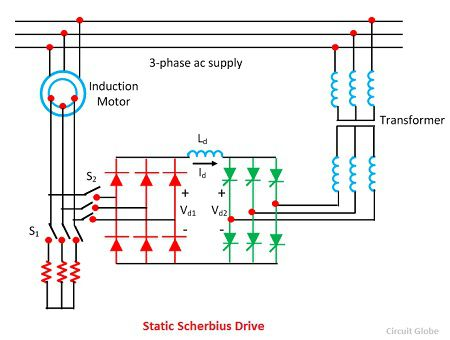 3-phase ac supply
Induction
Motor
Transformer
L_d
I_d
S_2
+ +
V_d1 V_d2
- -
S_1
Static Scherbius Drive
Circuit Globe